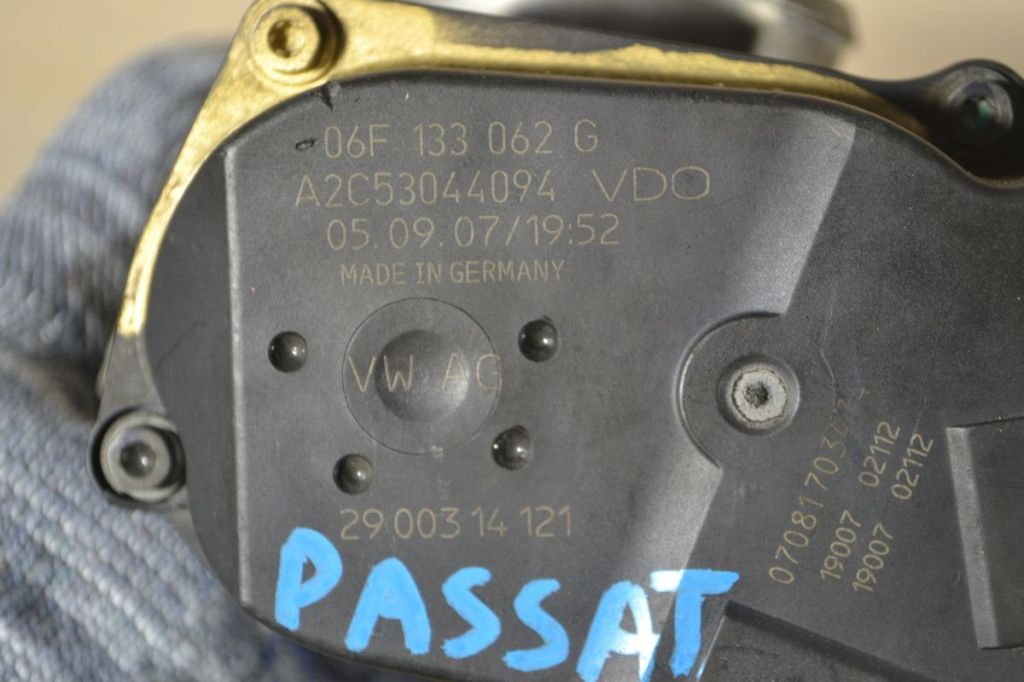 06F 133 062 G
A2C53044094 VDO
05.09.07/19:52
MADE IN GERMANY
VW AG
29 003 14 121
PASSAT
19007 02112
19007 02112